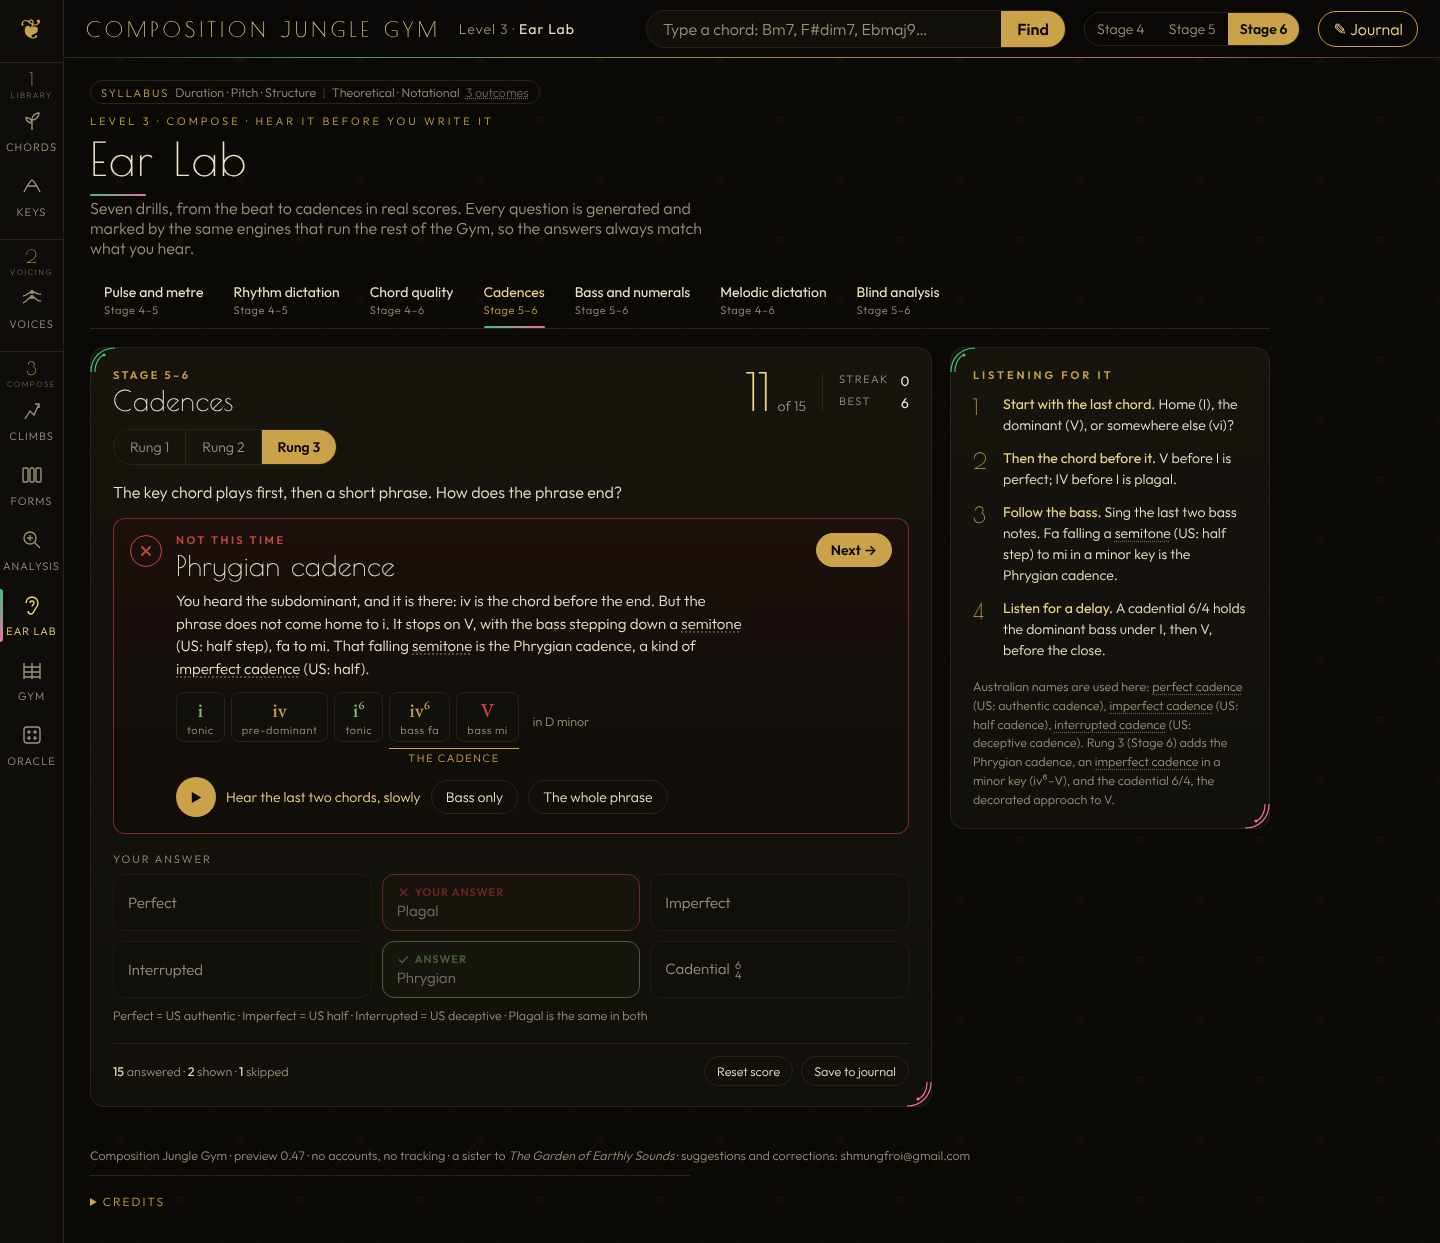 COMPOSITION JUNGLE GYM
Level 3 · Ear Lab
Type a chord: Bm7, F#dim7, Ebmaj9...
Find
Stage 4
Stage 5
Stage 6
✎ Journal
1
LIBRARY
CHORDS
KEYS
2
VOICING
VOICES
3
COMPOSE
CLIMBS
FORMS
ANALYSIS
EAR LAB
GYM
ORACLE
SYLLABUS Duration · Pitch · Structure | Theoretical · Notational 3 outcomes
LEVEL 3 · COMPOSE · HEAR IT BEFORE YOU WRITE IT
Ear Lab
Seven drills, from the beat to cadences in real scores. Every question is generated and
marked by the same engines that run the rest of the Gym, so the answers always match
what you hear.
Pulse and metre
Stage 4–5
Rhythm dictation
Stage 4–5
Chord quality
Stage 4–6
Cadences
Stage 5–6
Bass and numerals
Stage 5–6
Melodic dictation
Stage 4–6
Blind analysis
Stage 5–6
STAGE 5–6
Cadences
11 of 15
STREAK 0
BEST 6
Rung 1
Rung 2
Rung 3
The key chord plays first, then a short phrase. How does the phrase end?
NOT THIS TIME
Phrygian cadence
Next →
You heard the subdominant, and it is there: iv is the chord before the end. But the
phrase does not come home to i. It stops on V, with the bass stepping down a semitone
(US: half step), fa to mi. That falling semitone is the Phrygian cadence, a kind of
imperfect cadence (US: half).
i
tonic
iv
pre-dominant
i⁶
tonic
iv⁶
bass fa
V
bass mi
in D minor
THE CADENCE
Hear the last two chords, slowly
Bass only
The whole phrase
YOUR ANSWER
Perfect
✕ YOUR ANSWER
Plagal
Imperfect
Interrupted
✓ ANSWER
Phrygian
Cadential 6 4
Perfect = US authentic · Imperfect = US half · Interrupted = US deceptive · Plagal is the same in both
15 answered · 2 shown · 1 skipped
Reset score
Save to journal
LISTENING FOR IT
1 Start with the last chord. Home (I), the
dominant (V), or somewhere else (vi)?
2 Then the chord before it. V before I is
perfect; IV before I is plagal.
3 Follow the bass. Sing the last two bass
notes. Fa falling a semitone (US: half
step) to mi in a minor key is the
Phrygian cadence.
4 Listen for a delay. A cadential 6/4 holds
the dominant bass under I, then V,
before the close.
Australian names are used here: perfect cadence
(US: authentic cadence), imperfect cadence (US:
half cadence), interrupted cadence (US:
deceptive cadence). Rung 3 (Stage 6) adds the
Phrygian cadence, an imperfect cadence in a
minor key (iv⁶–V), and the cadential 6/4, the
decorated approach to V.
Composition Jungle Gym · preview 0.47 · no accounts, no tracking · a sister to The Garden of Earthly Sounds · suggestions and corrections: shmungfroi@gmail.com
▶ CREDITS